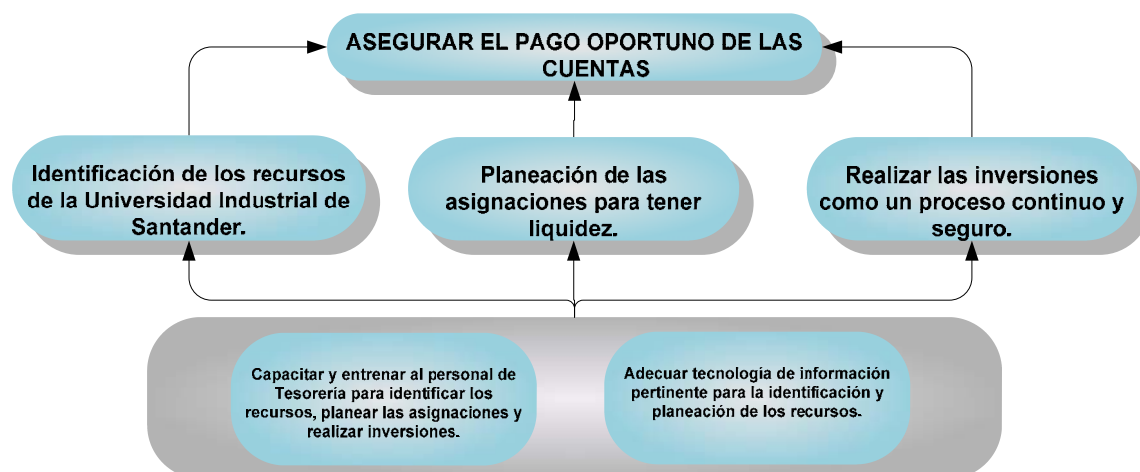 ASEGURAR EL PAGO OPORTUNO DE LAS
CUENTAS
Identificación de los recursos
de la Universidad Industrial de
Santander.
Planeación de las
asignaciones para tener
liquidez.
Realizar las inversiones
como un proceso continuo y
seguro.
Capacitar y entrenar al personal de
Tesorería para identificar los
recursos, planear las asignaciones y
realizar inversiones.
Adecuar tecnología de información
pertinente para la identificación y
planeación de los recursos.